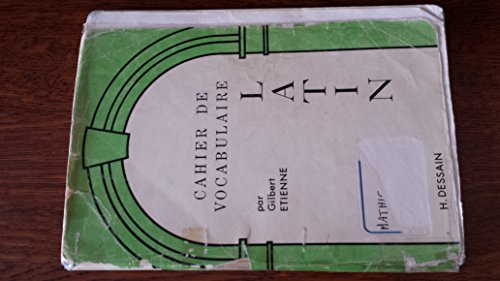 CAHIER DE
VOCABULAIRE
LATIN
par
Gilbert
ETIENNE
H. DESSAIN